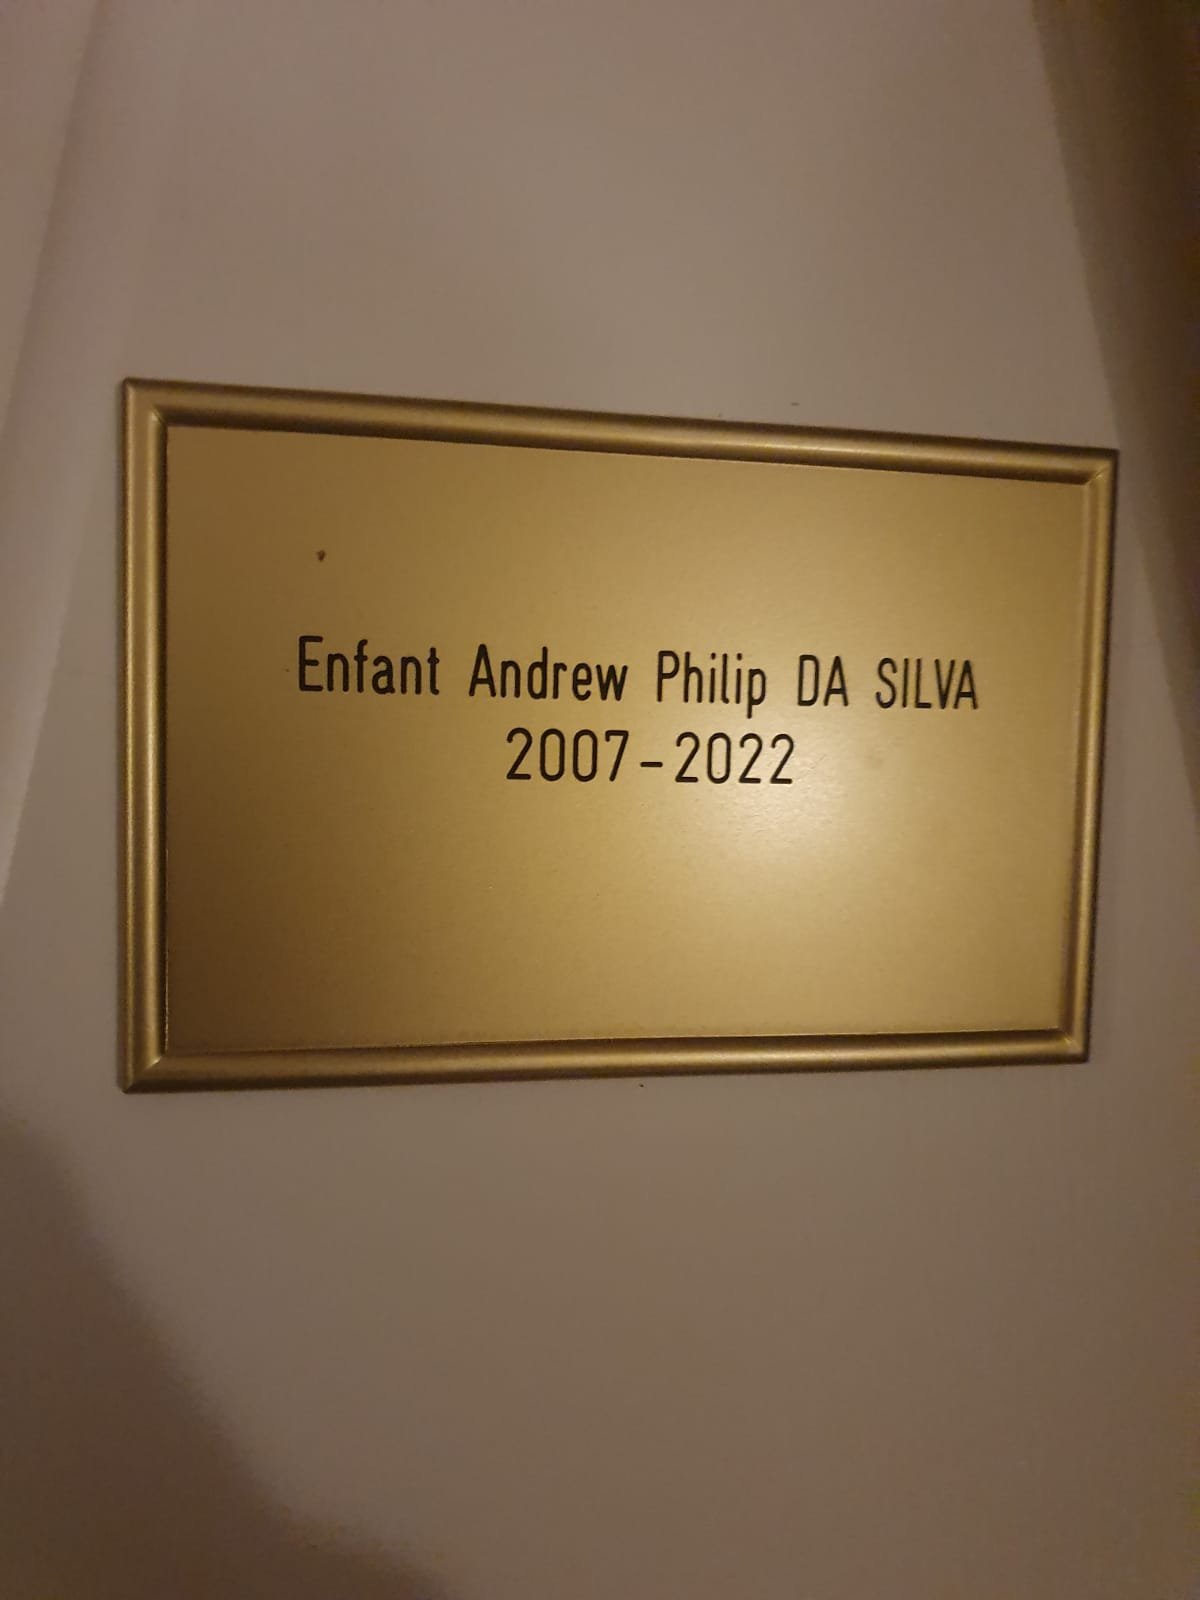 Enfant Andrew Philip DA SILVA
2007-2022